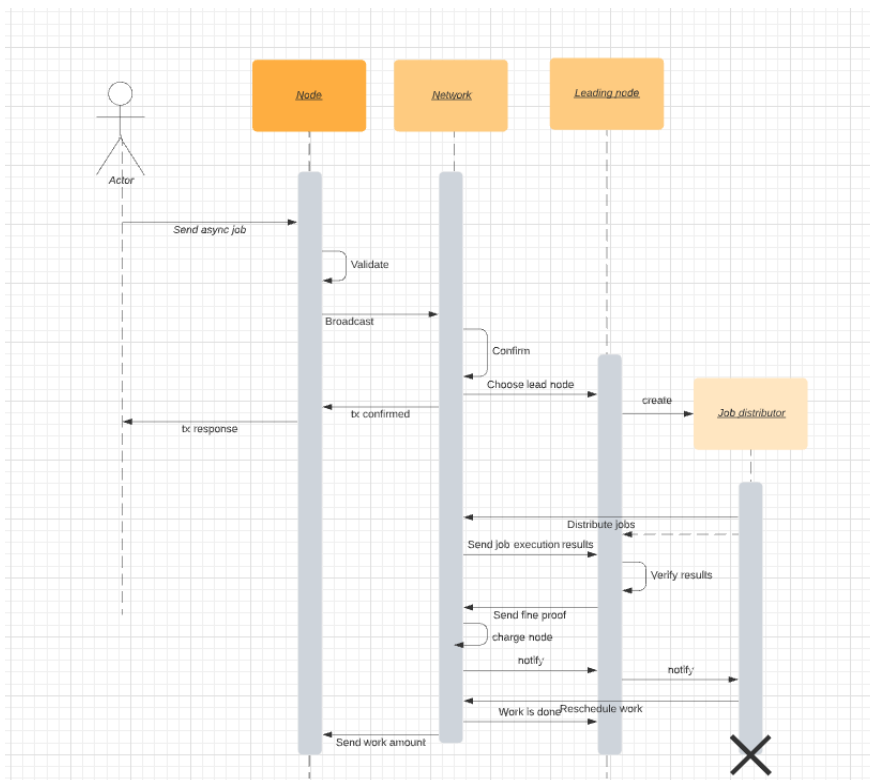 Node
Network
Leading node
Actor
Send async job
Validate
Broadcast
Confirm
Choose lead node
create
tx confirmed
Job distributor
tx response
Distribute jobs
Send job execution results
Verify results
Send fine proof
charge node
notify
notify
Reschedule work
Work is done
Send work amount